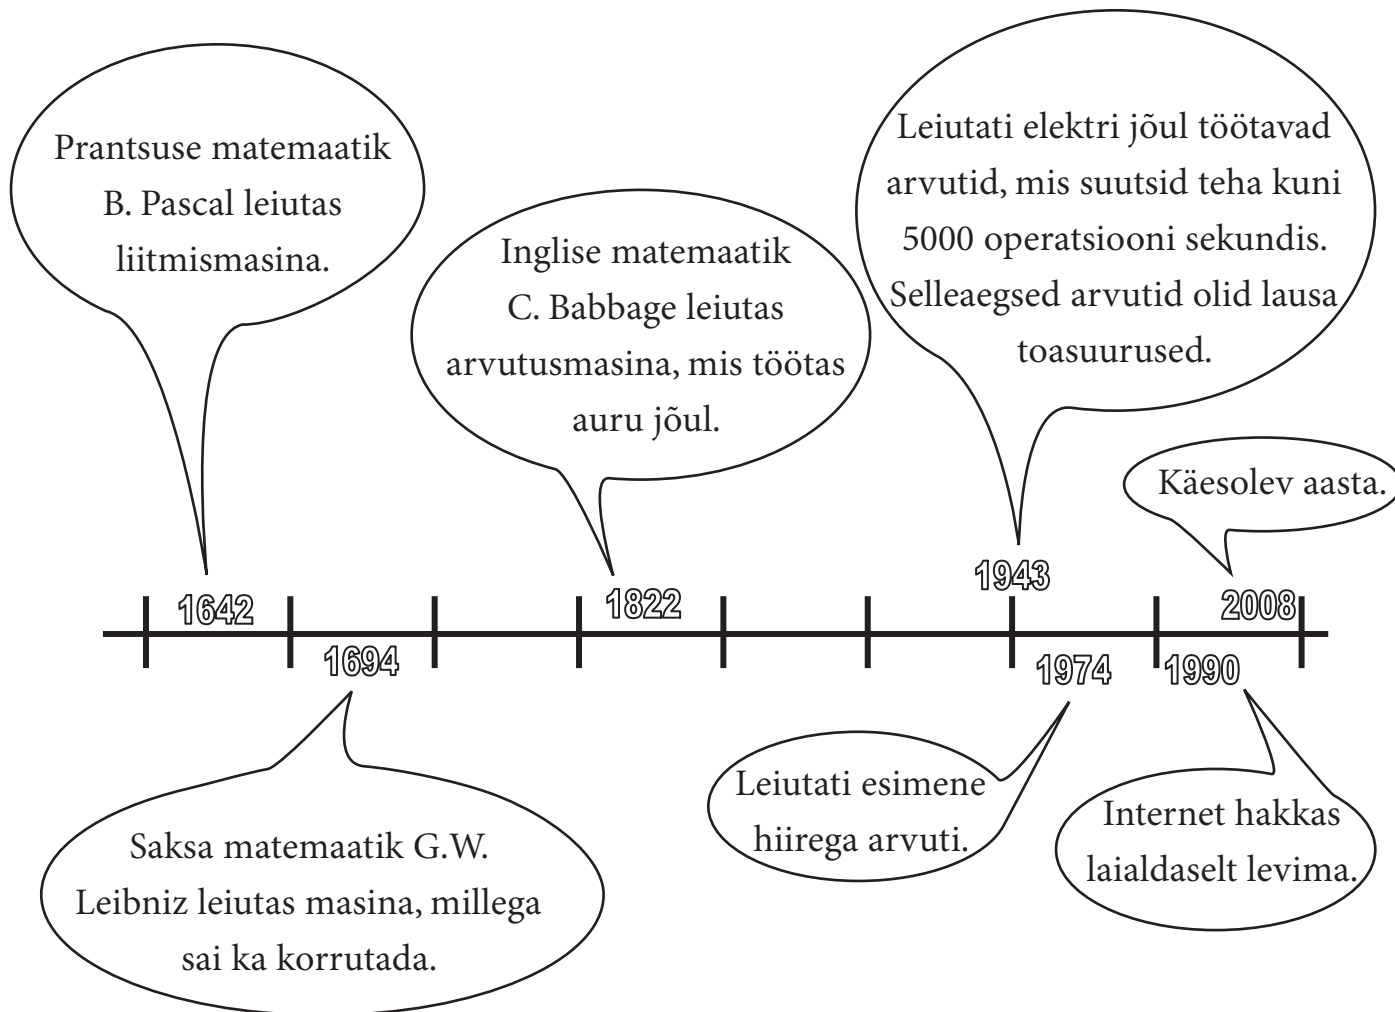 Prantsuse matemaatik
B. Pascal leiutas
liitmismasina.
Inglise matemaatik
C. Babbage leiutas
arvutusmasina, mis töötas
auru jõul.
Leiutati elektri jõul töötavad
arvutid, mis suutsid teha kuni
5000 operatsiooni sekundis.
Selleaegsed arvutid olid lausa
toasuurused.
Käesolev aasta.
1642
1822
1943
2008
1694
1974
1990
Saksa matemaatik G.W.
Leibniz leiutas masina, millega
sai ka korrutada.
Leiutati esimene
hiirega arvuti.
Internet hakkas
laialdaselt levima.